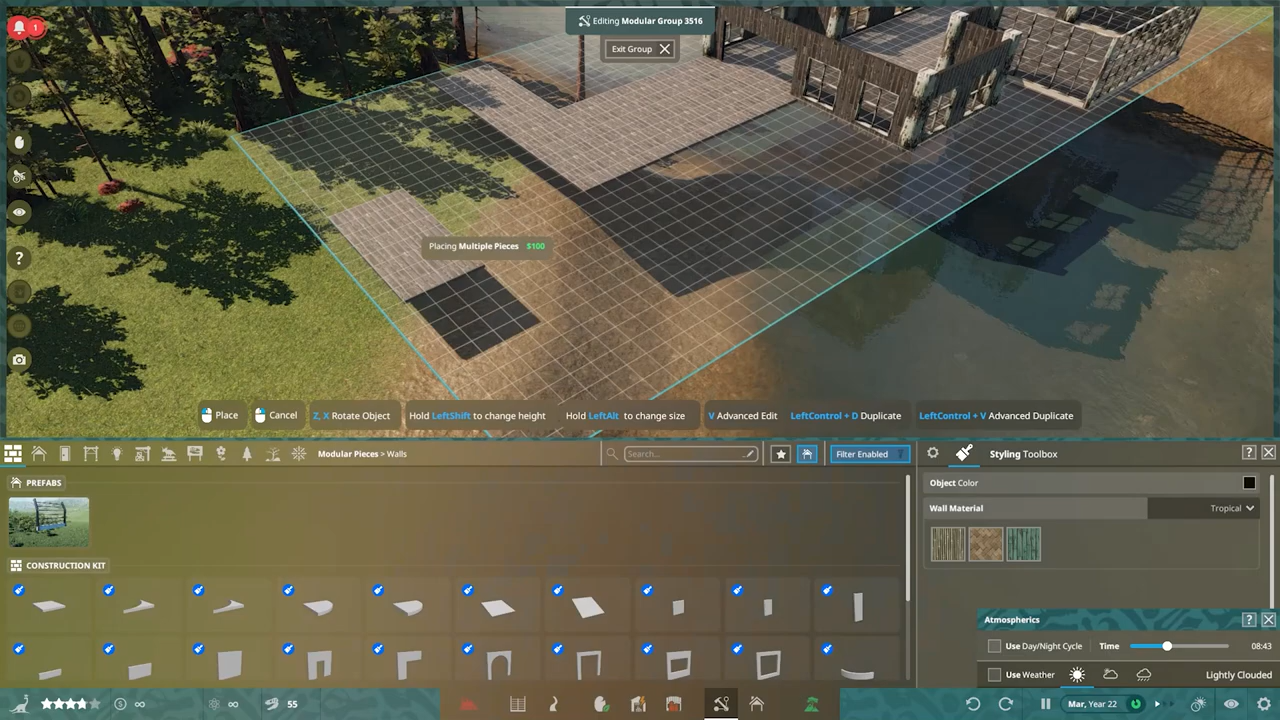 1
Editing Modular Group 3516
Exit Group
Placing Multiple Pieces $100
?
Place
Cancel
Z, X Rotate Object
Hold LeftShift to change height
Hold LeftAlt to change size
V Advanced Edit
LeftControl + D Duplicate
LeftControl + V Advanced Duplicate
Modular Pieces > Walls
Search...
Filter Enabled
Styling Toolbox
?
PREFABS
Object Color
Wall Material
Tropical
CONSTRUCTION KIT
Atmospherics
?
Use Day/Night Cycle
Time
08:43
Use Weather
Lightly Clouded
∞
∞
55
Mar, Year 22